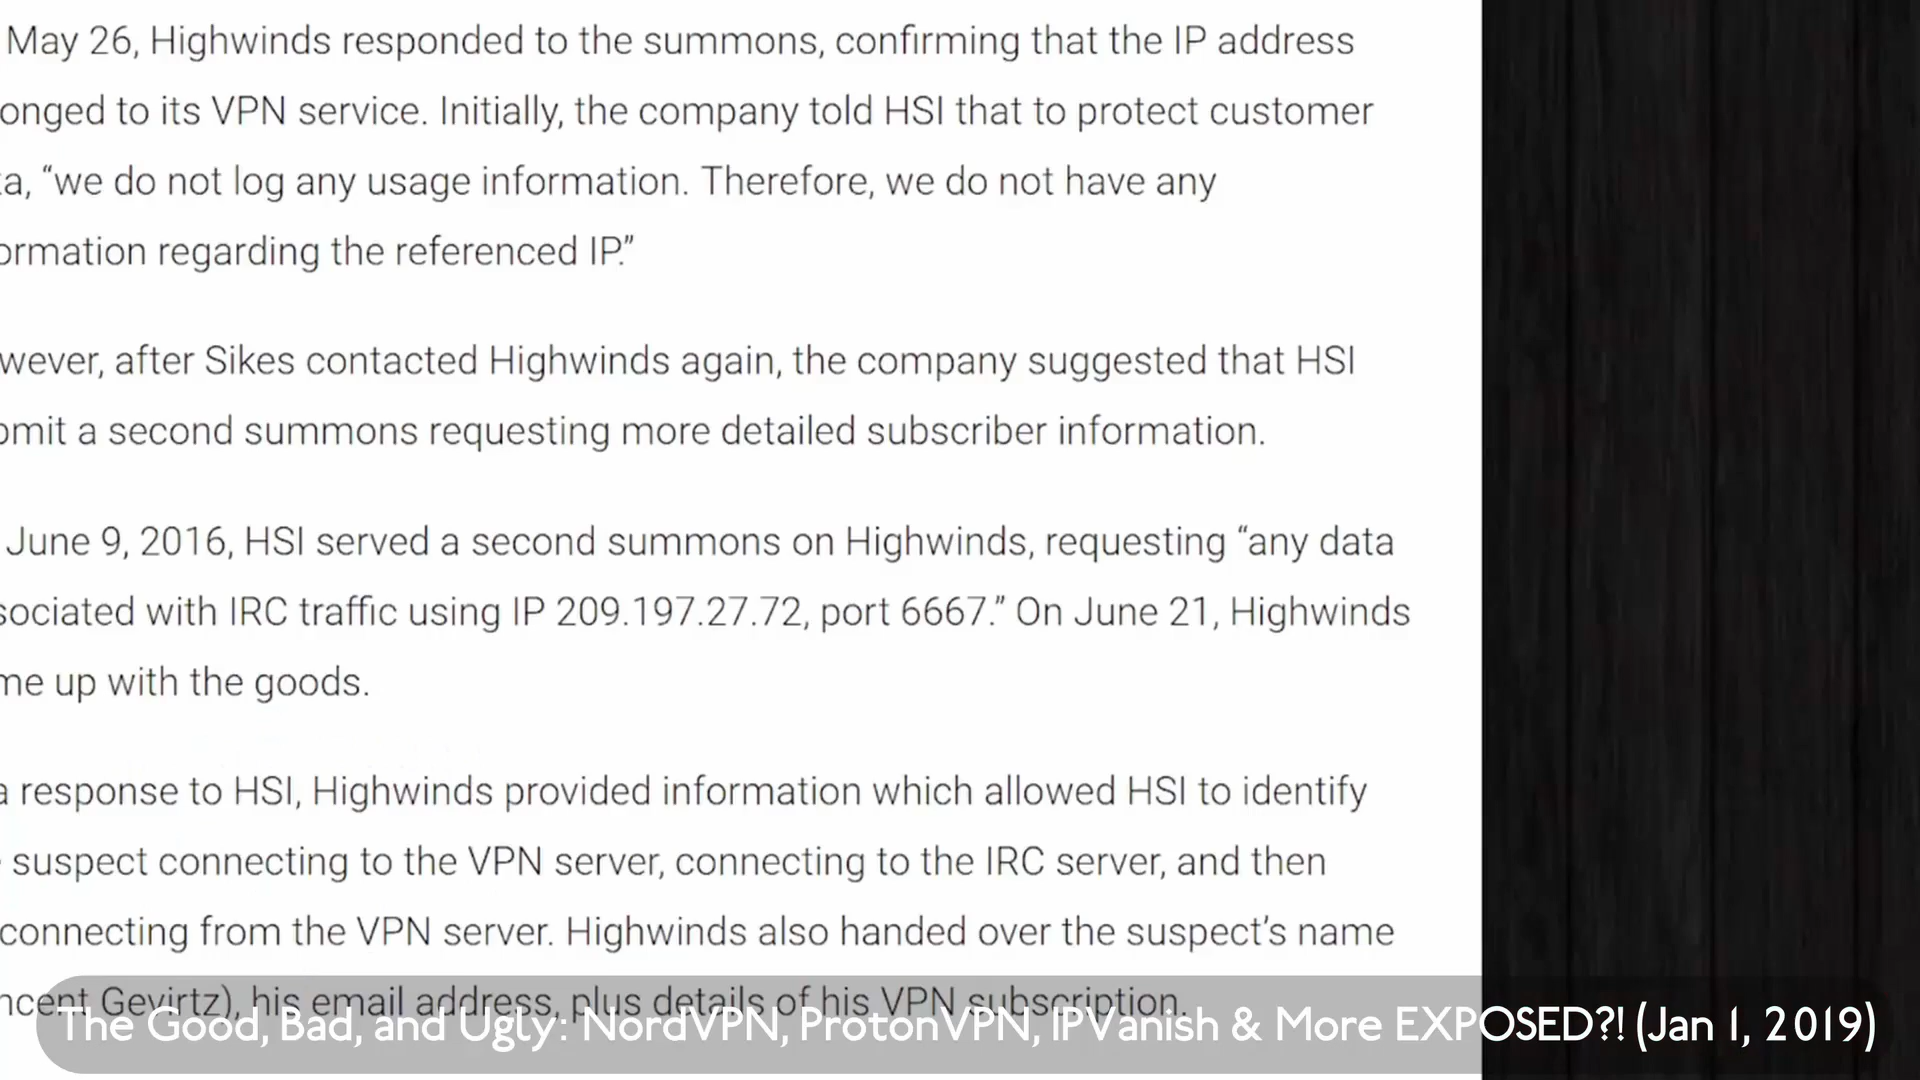 May 26, Highwinds responded to the summons, confirming that the IP address
onged to its VPN service. Initially, the company told HSI that to protect customer
a, “we do not log any usage information. Therefore, we do not have any
ormation regarding the referenced IP.”
wever, after Sikes contacted Highwinds again, the company suggested that HSI
omit a second summons requesting more detailed subscriber information.
June 9, 2016, HSI served a second summons on Highwinds, requesting “any data
sociated with IRC traffic using IP 209.197.27.72, port 6667.” On June 21, Highwinds
me up with the goods.
a response to HSI, Highwinds provided information which allowed HSI to identify
suspect connecting to the VPN server, connecting to the IRC server, and then
connecting from the VPN server. Highwinds also handed over the suspect’s name
ncent Gevirtz), his email address, plus details of his VPN subscription.
The Good, Bad, and Ugly: NordVPN, ProtonVPN, IPVanish & More EXPOSED?! (Jan 1, 2019)